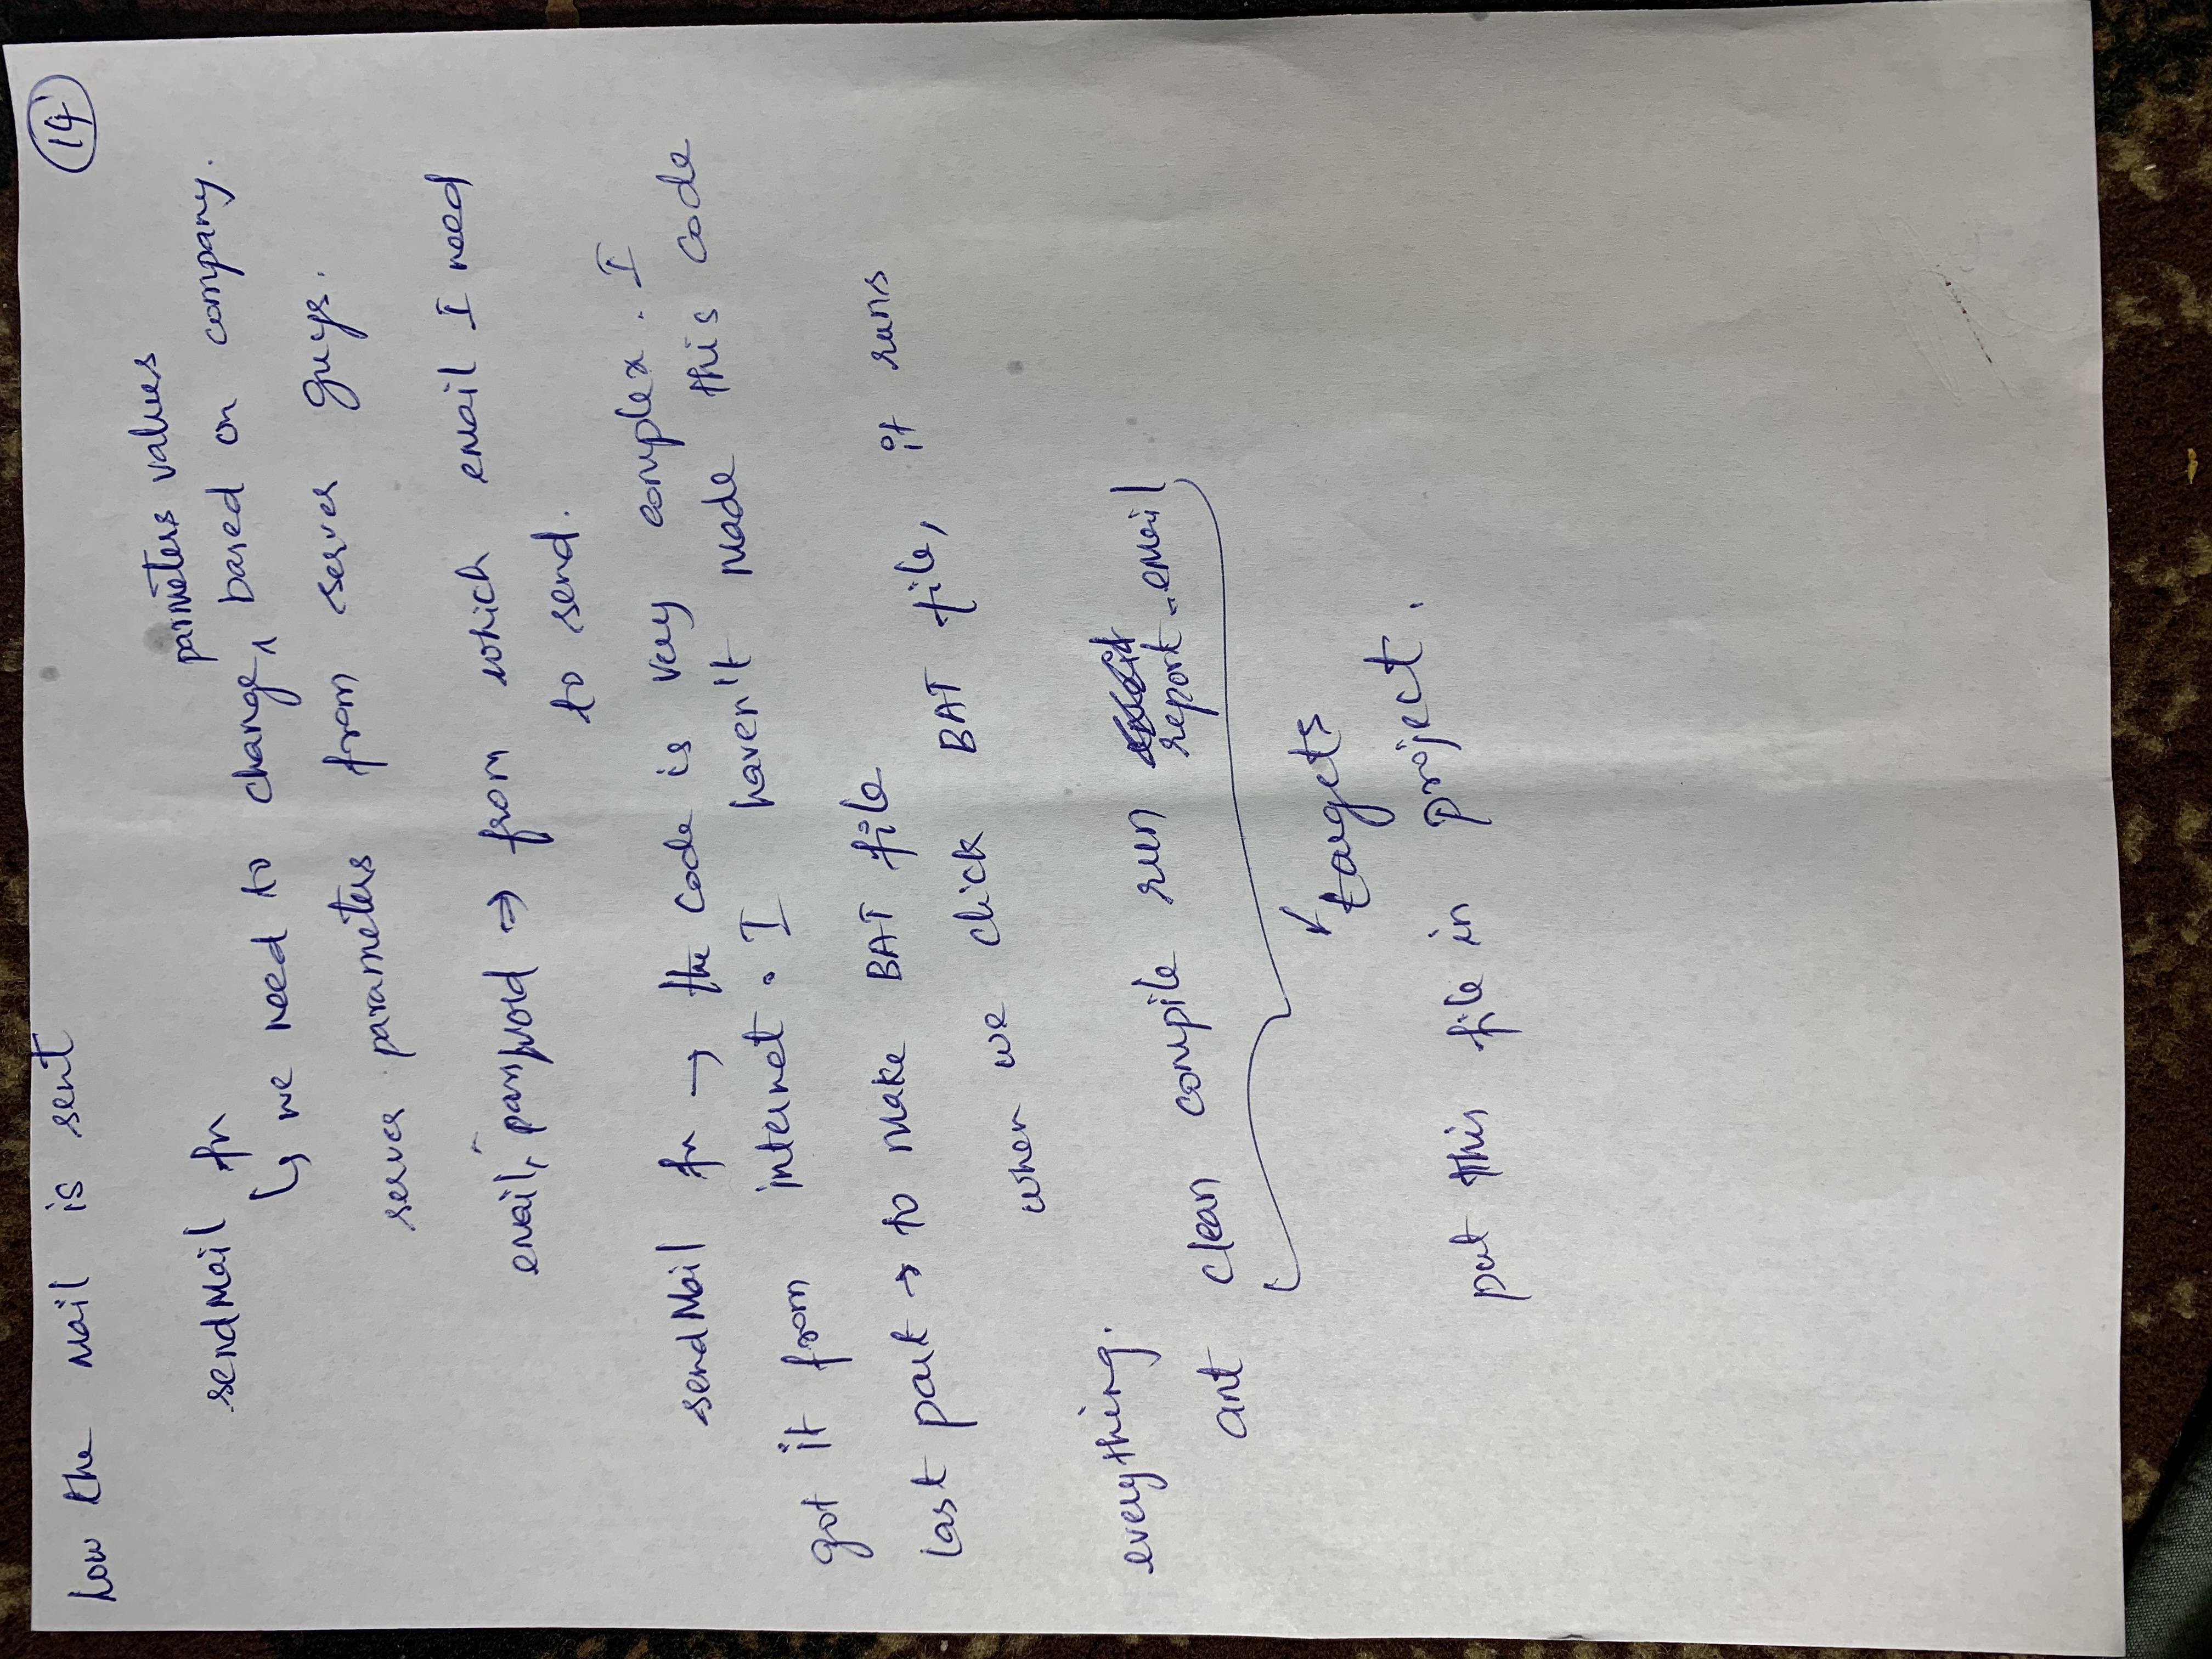 how the mail is sent
14
sendMail fn
parmeters values
↳ we need to change, ^ based on company.
server parameters from server guys.
email, password ⇒ from which email I need
to send.
sendMail fn → the code is very complex. I
got it from internet. I haven't made this code
last part → to make BAT file
when we click BAT file, it runs
everything.
ant clean compile run report-email
targets
put this file in project.